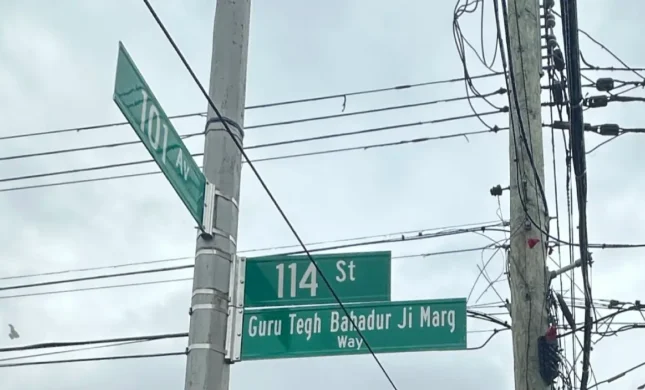 101 AV
114 St
Guru Tegh Bahadur Ji Marg
Way